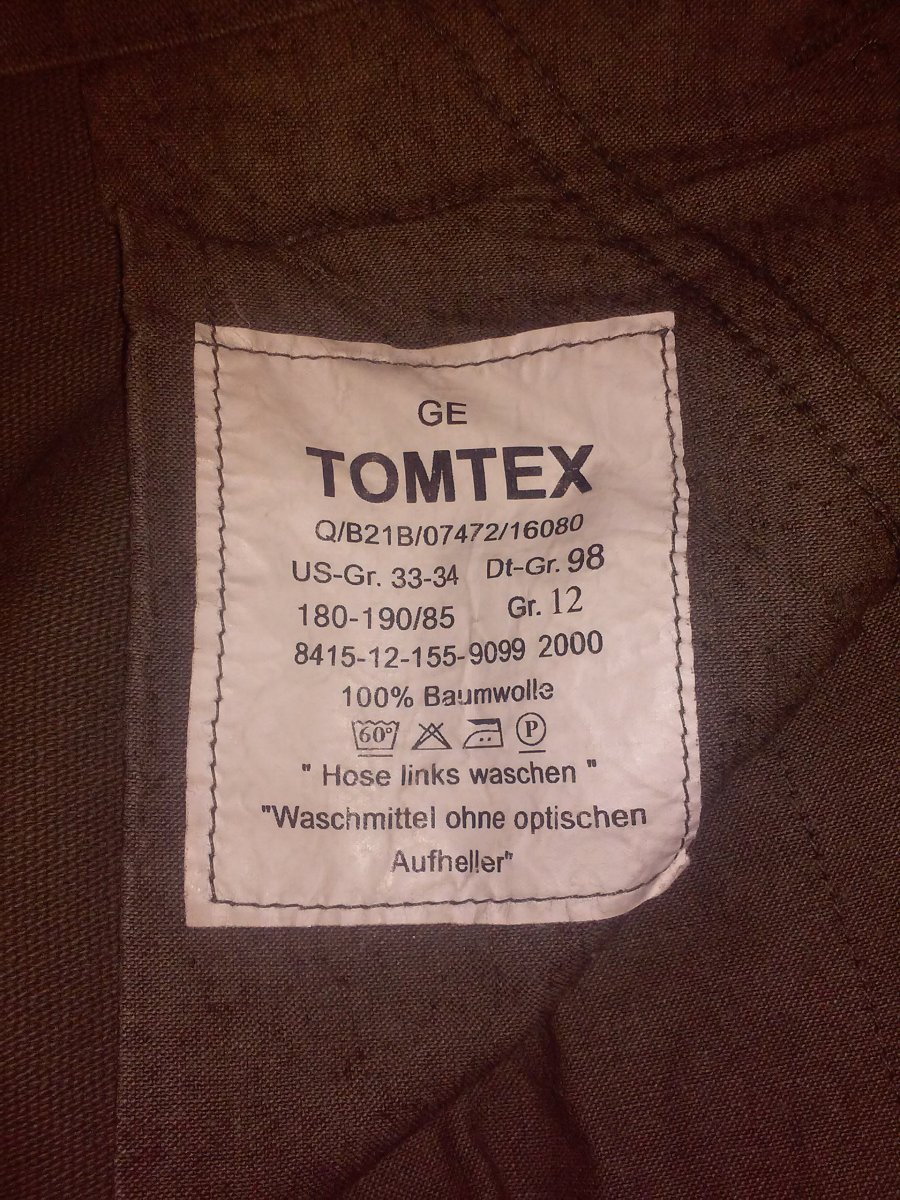 GE
TOMTEX
Q/B21B/07472/16080
US-Gr. 33-34 Dt-Gr. 98
180-190/85 Gr. 12
8415-12-155-9099 2000
100% Baumwolle
60° P
" Hose links waschen "
"Waschmittel ohne optischen
Aufheller"